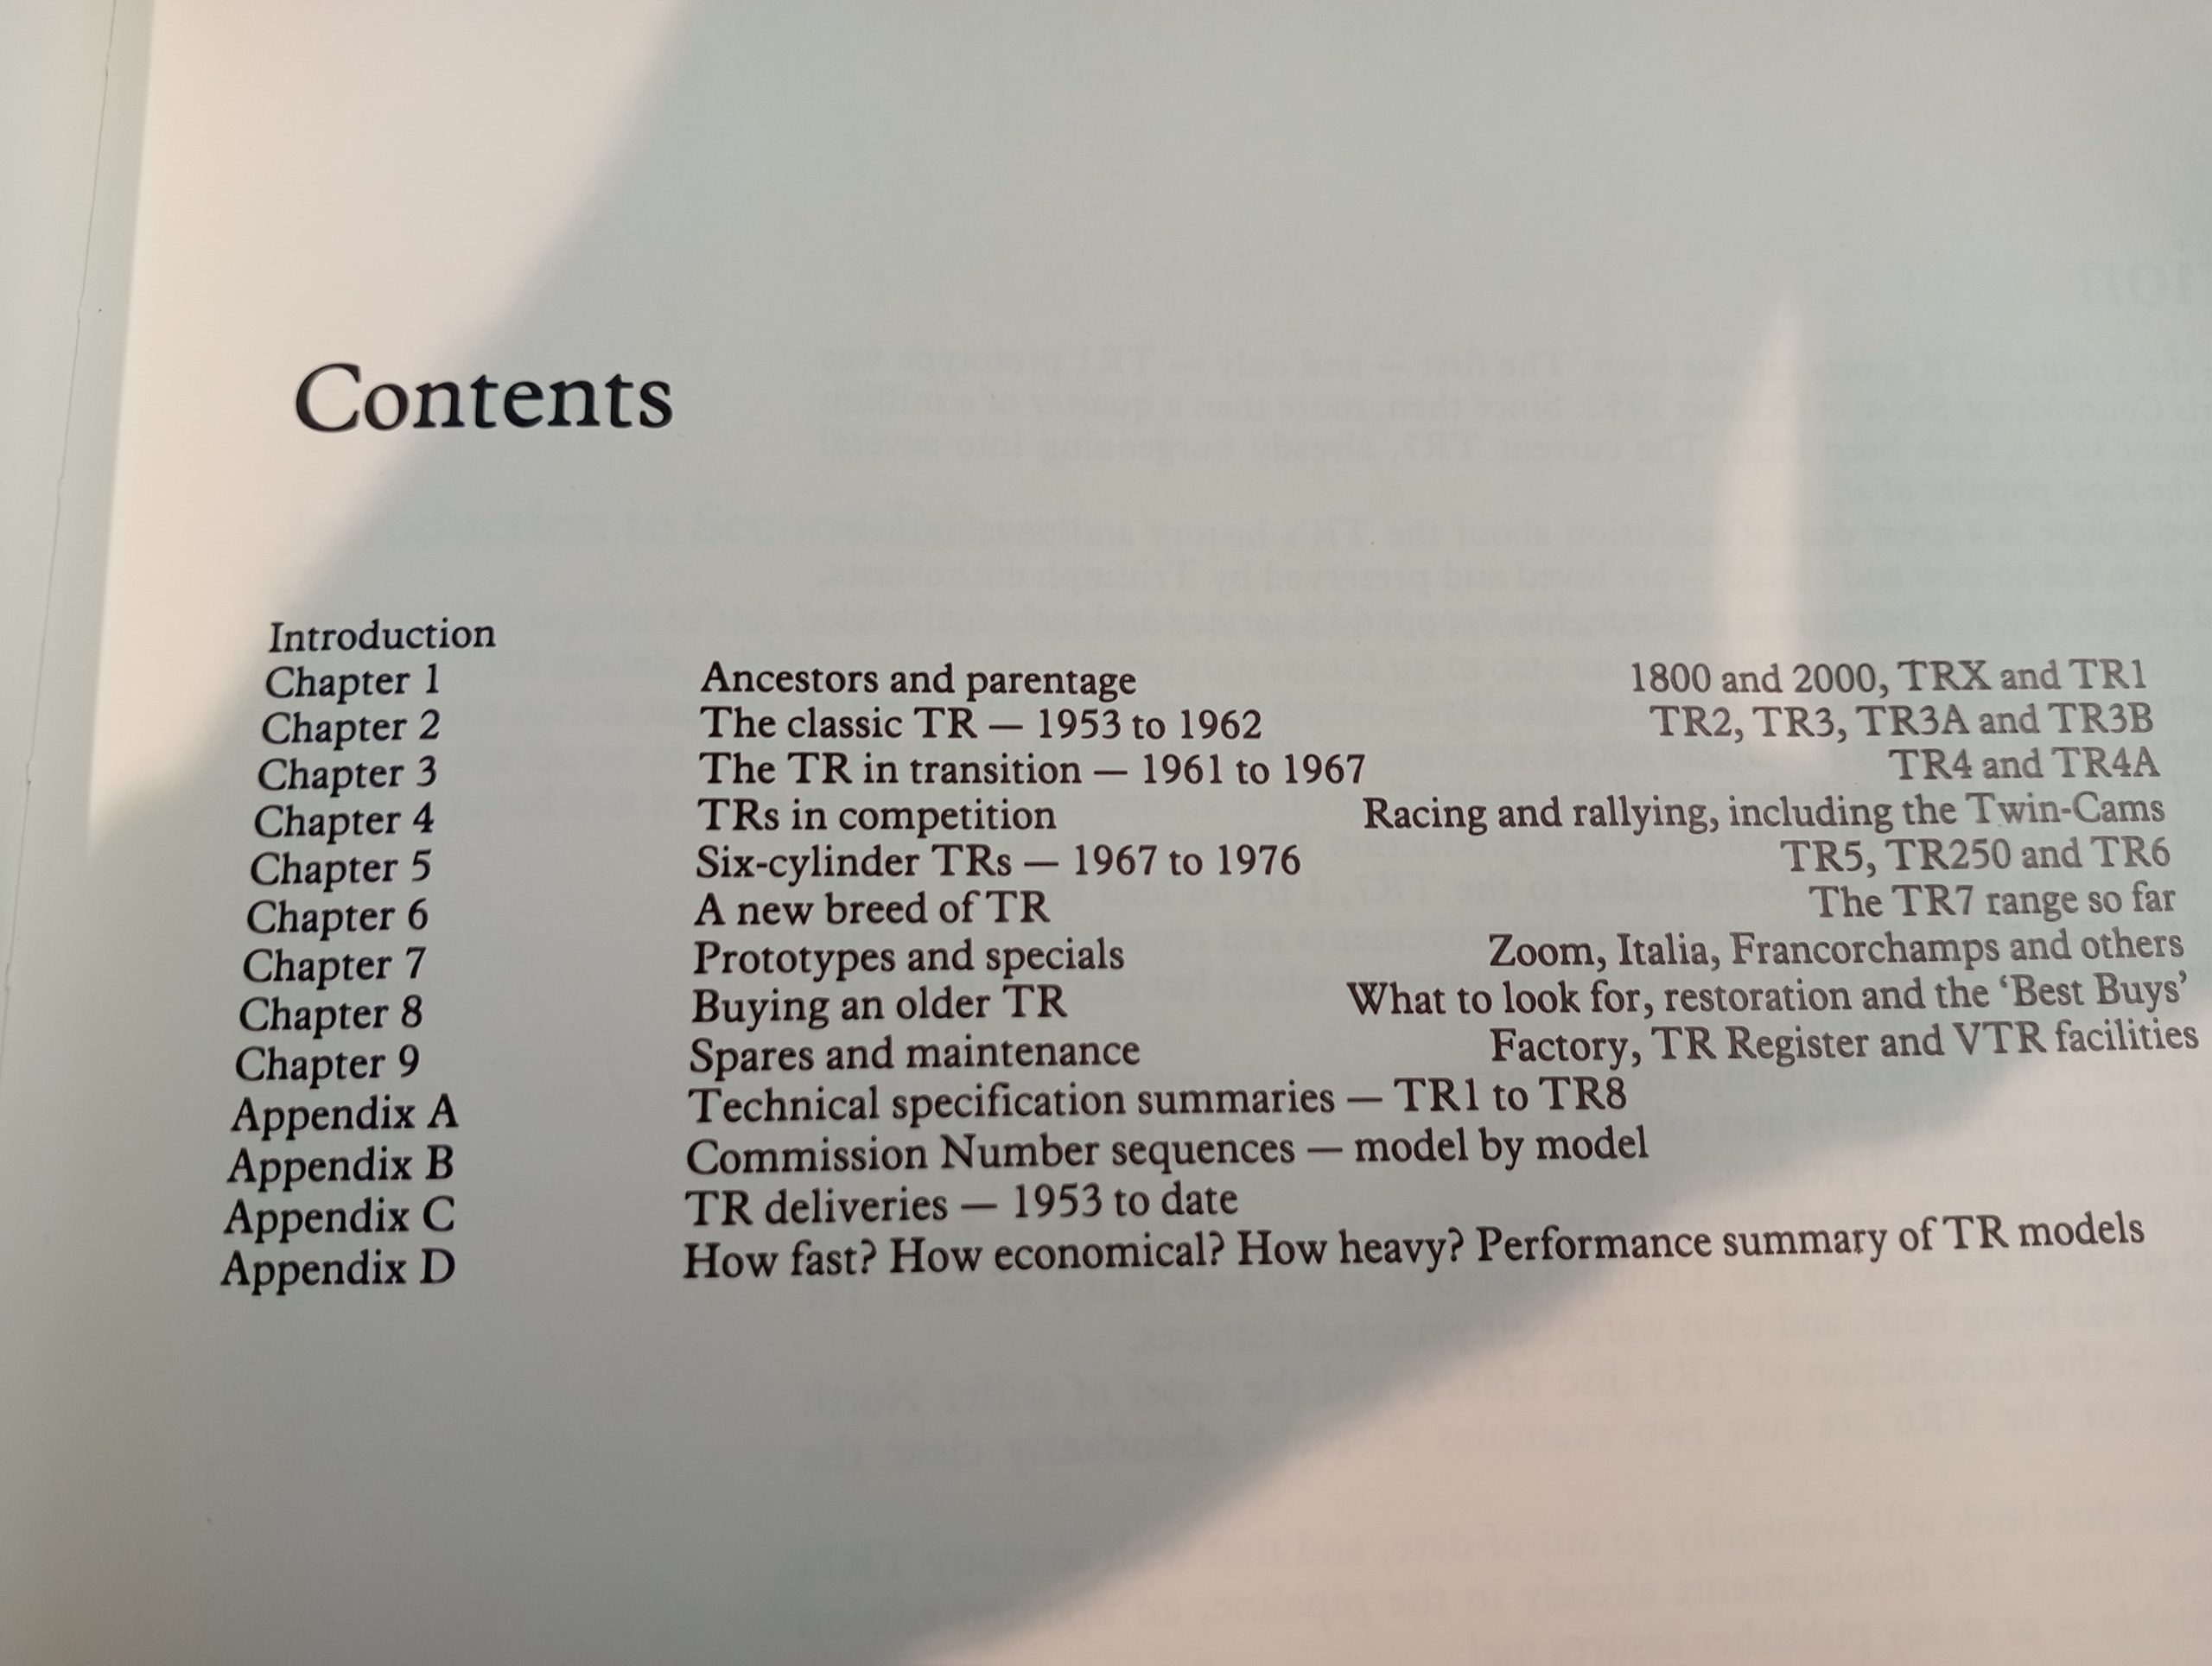 Contents
Introduction
Chapter 1 Ancestors and parentage 1800 and 2000, TRX and TR1
Chapter 2 The classic TR — 1953 to 1962 TR2, TR3, TR3A and TR3B
Chapter 3 The TR in transition — 1961 to 1967 TR4 and TR4A
Chapter 4 TRs in competition Racing and rallying, including the Twin-Cams
Chapter 5 Six-cylinder TRs — 1967 to 1976 TR5, TR250 and TR6
Chapter 6 A new breed of TR The TR7 range so far
Chapter 7 Prototypes and specials Zoom, Italia, Francorchamps and others
Chapter 8 Buying an older TR What to look for, restoration and the ‘Best Buys’
Chapter 9 Spares and maintenance Factory, TR Register and VTR facilities
Appendix A Technical specification summaries — TR1 to TR8
Appendix B Commission Number sequences — model by model
Appendix C TR deliveries — 1953 to date
Appendix D How fast? How economical? How heavy? Performance summary of TR models